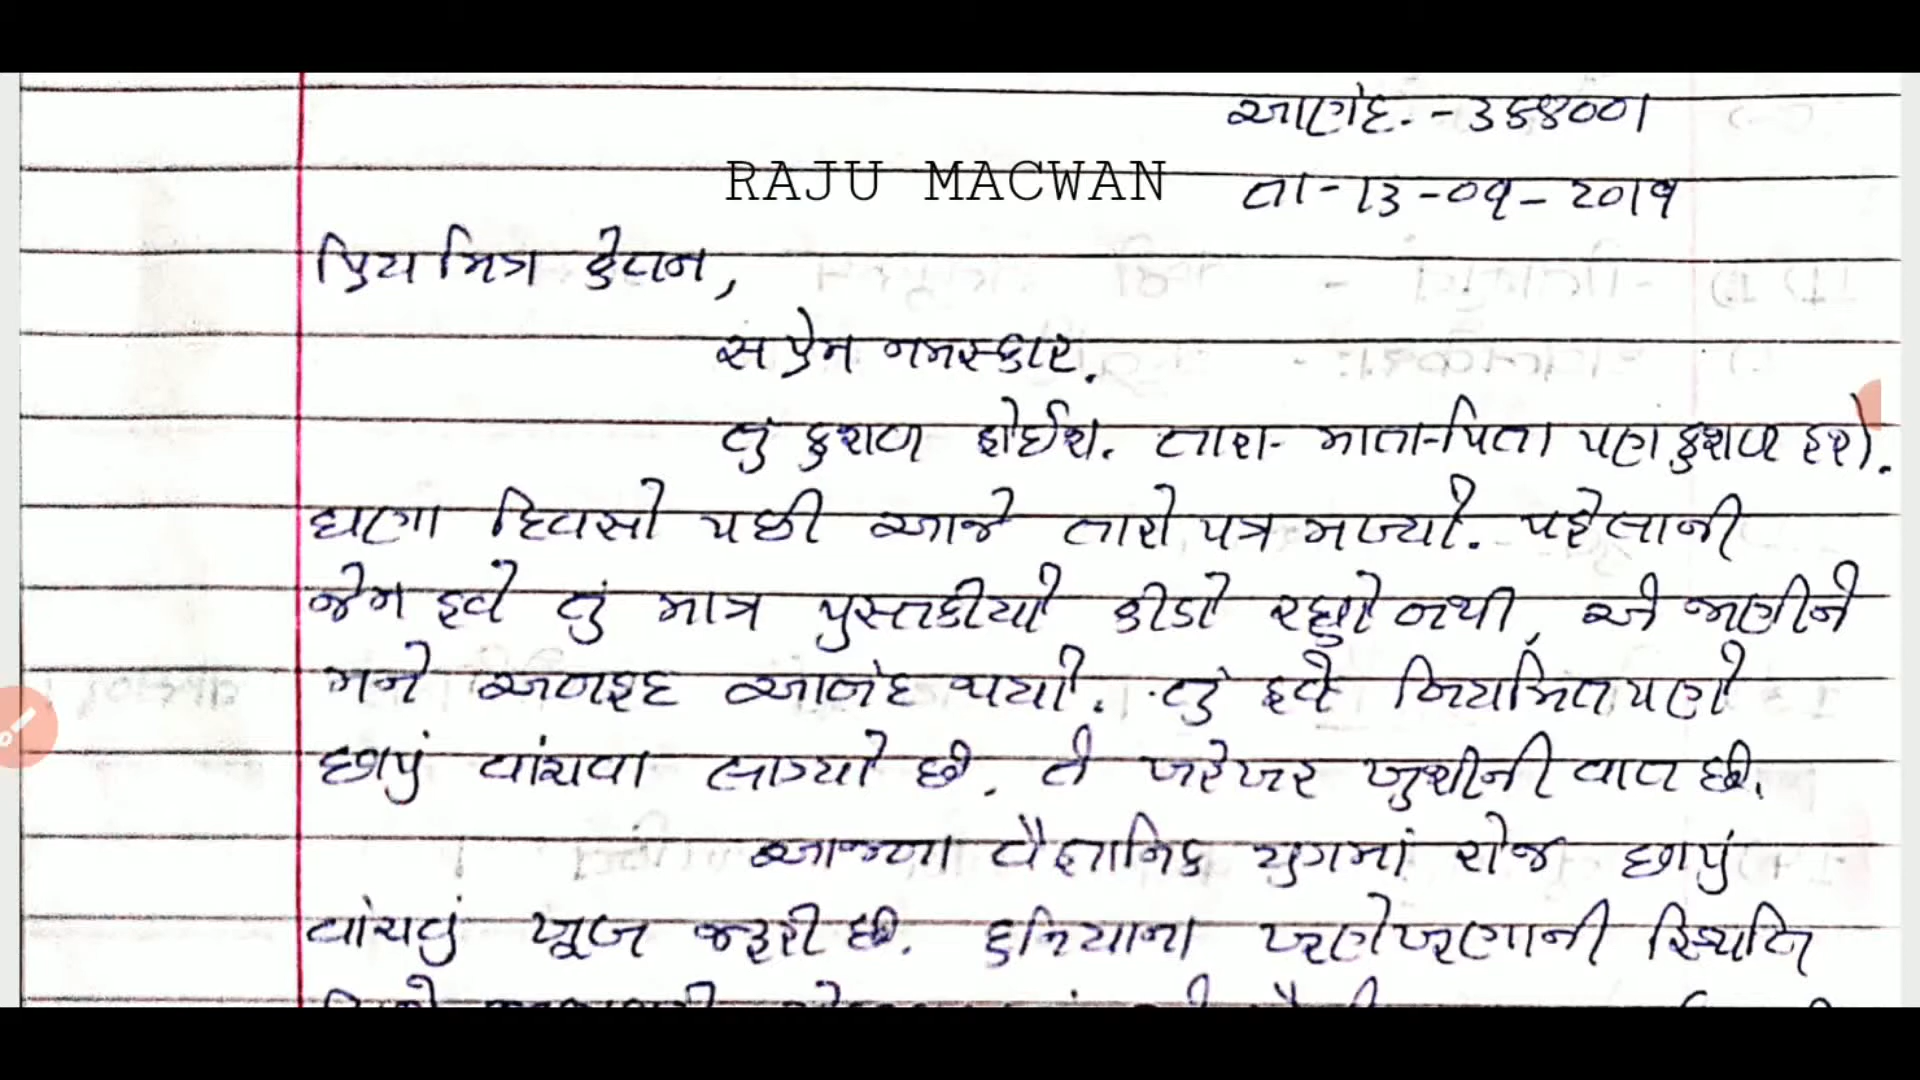 આણંદ. - ૩૮૮૦૦૧
RAJU MACWAN
તા - ૧૩ - ૦૧ - ૨૦૧૧
પ્રિય મિત્ર કેવાન,
સપ્રેમ નમસ્કાર.
તું કુશળ હોઈશ. તારા માતા-પિતા પણ કુશળ હશે.
ઘણા દિવસો પછી આજે તારો પત્ર મળ્યો. પહેલાની
જેમ હવે તું માત્ર પુસ્તકીયો કીડો રહ્યો નથી, એ જાણીને
મને અનહદ આનંદ થયો. તું હવે નિયમિતપણે
છાપું વાંચવા લાગ્યો છે. તે ખરેખર ખુશીની વાત છે.
આજના વૈજ્ઞાનિક યુગમાં રોજ છાપું
વાંચવું ખૂબ જરૂરી છે. દુનિયાના ખૂણેખૂણાની સ્થિતિ